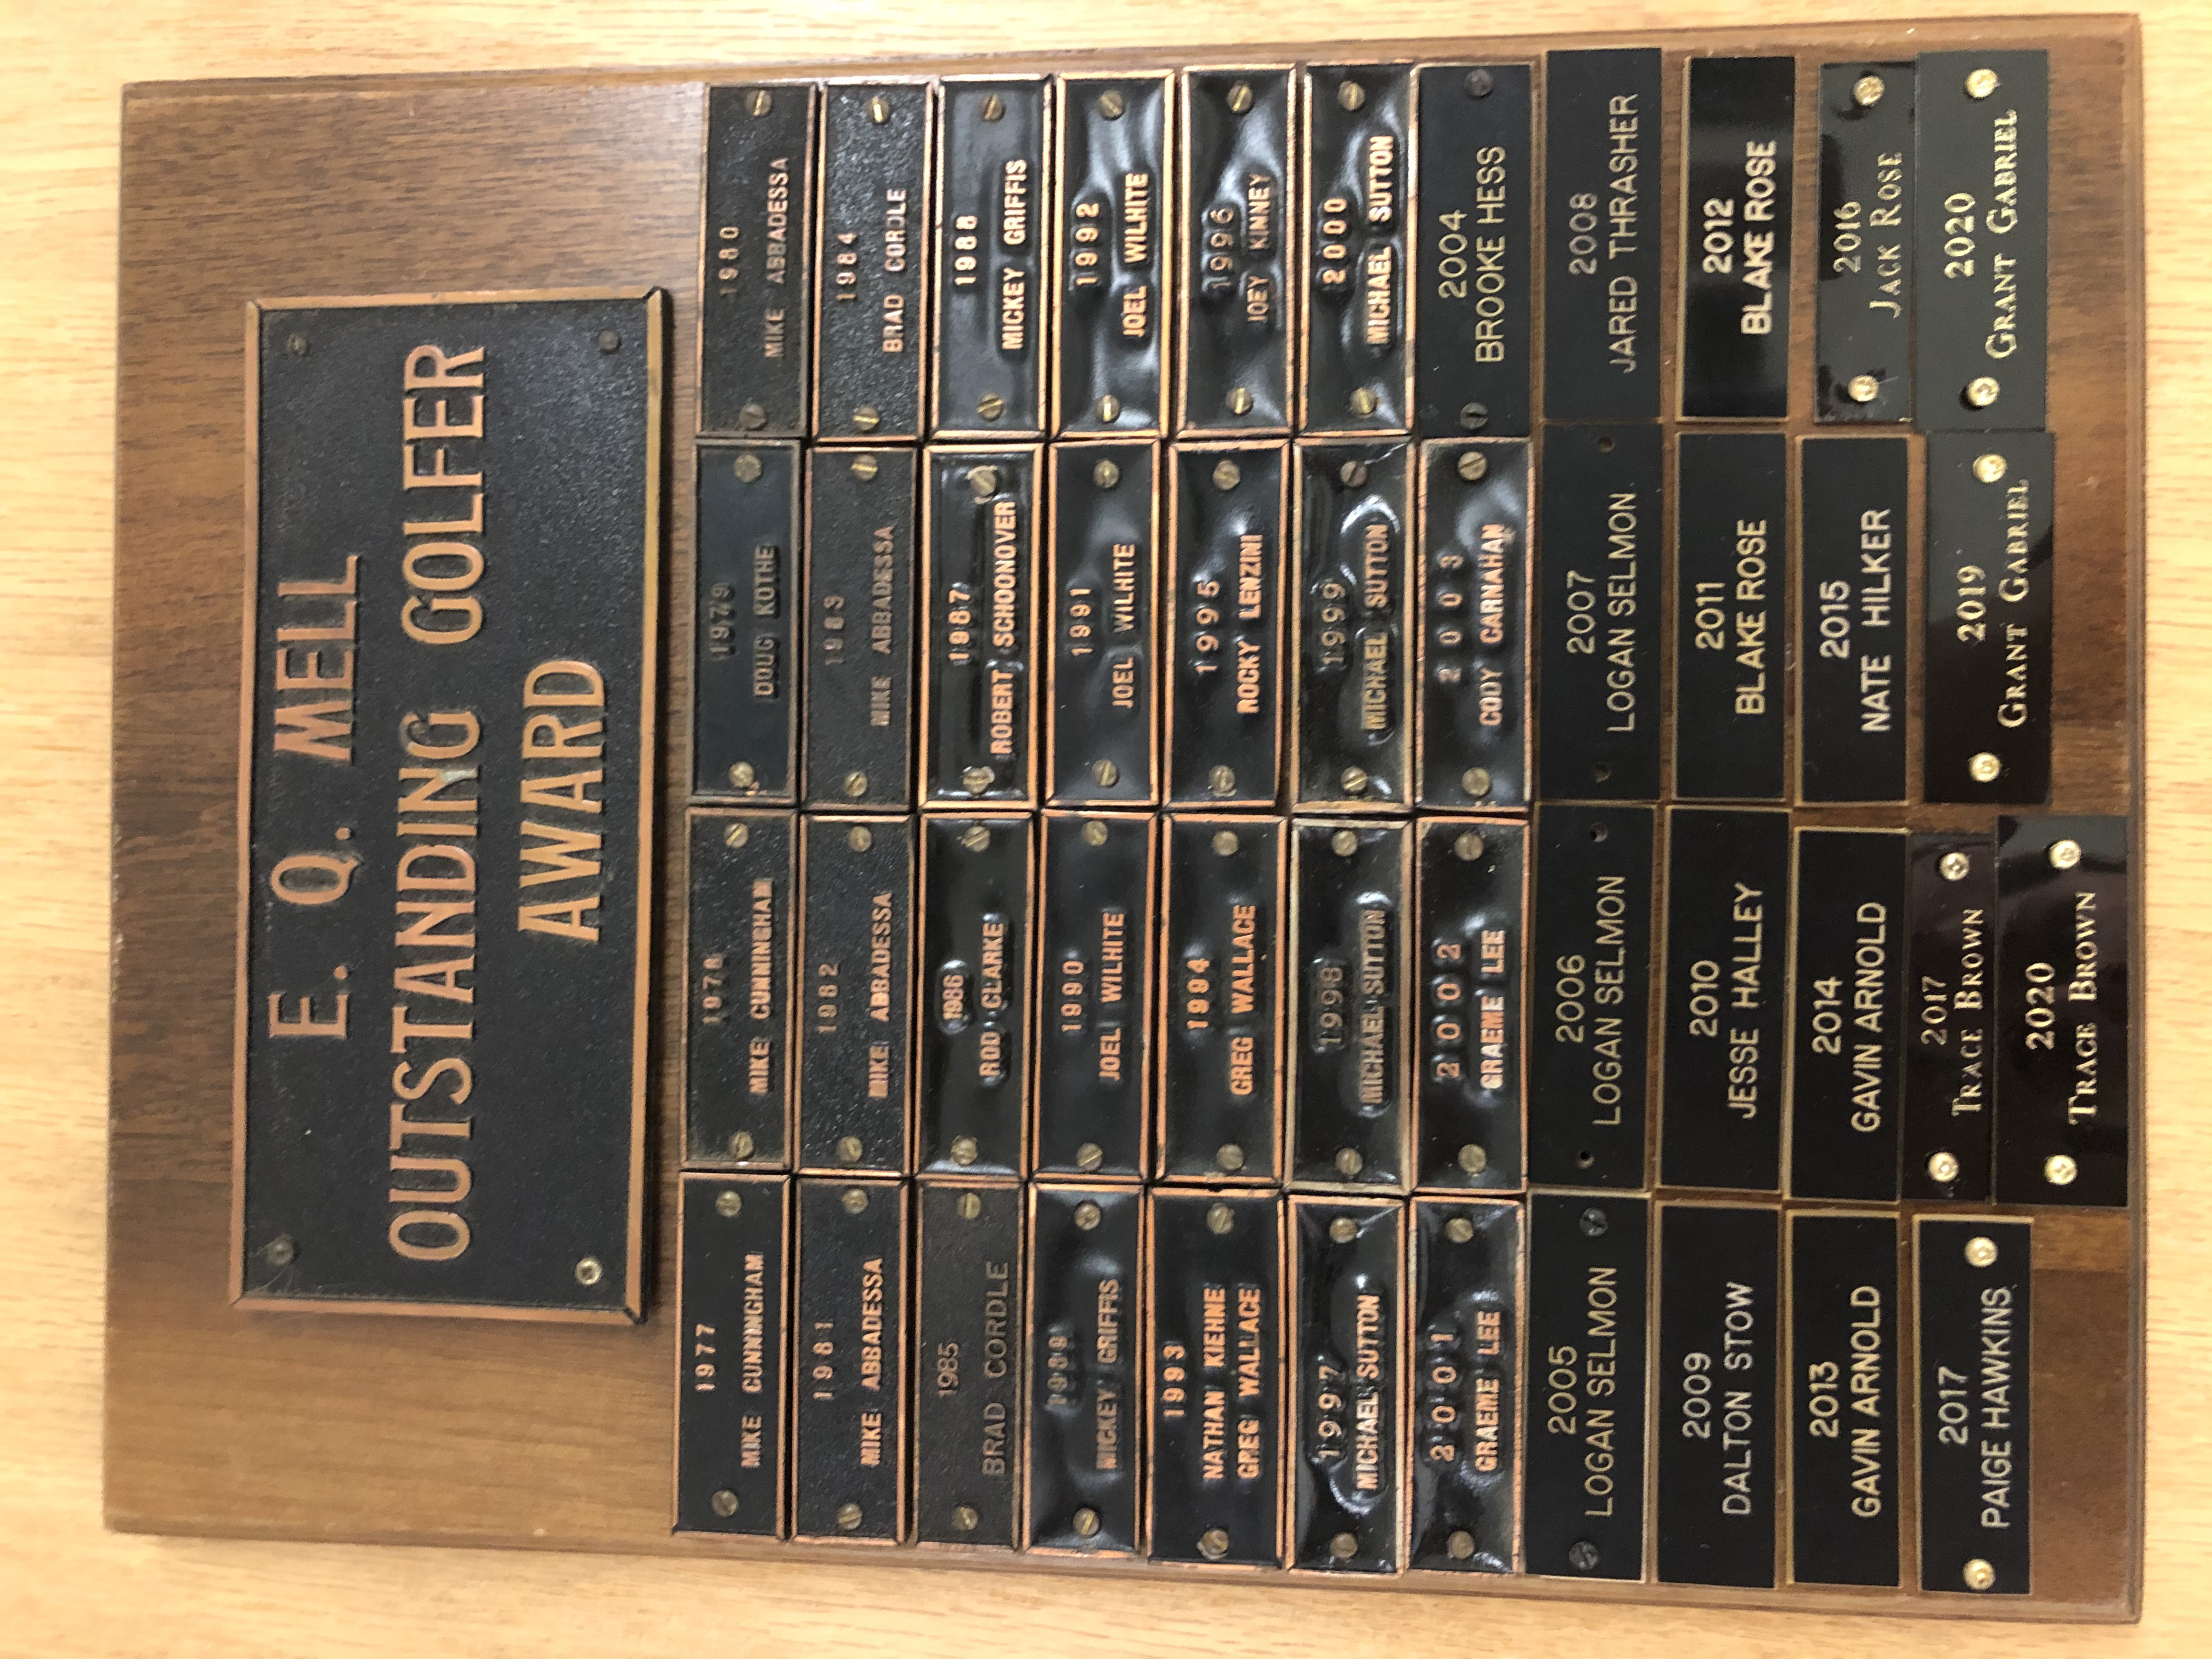 E. Q. MELL
OUTSTANDING GOLFER
AWARD
1977
MIKE CUNNINGHAM
1978
MIKE CUNNINGHAM
1979
DOUG KOTHE
1980
MIKE ABBADESSA
1981
MIKE ABBADESSA
1982
MIKE ABBADESSA
1983
MIKE ABBADESSA
1984
BRAD CORDLE
1985
BRAD CORDLE
1986
ROD CLARKE
1987
ROBERT SCHOONOVER
1988
MICKEY GRIFFIS
1989
MICKEY GRIFFIS
1990
JOEL WILHITE
1991
JOEL WILHITE
1992
JOEL WILHITE
1993
NATHAN KIEHNE
GREG WALLACE
1994
GREG WALLACE
1995
ROCKY LENZINI
1996
JOEY KINNEY
1997
MICHAEL SUTTON
1998
MICHAEL SUTTON
1999
MICHAEL SUTTON
2000
MICHAEL SUTTON
2001
GRAEME LEE
2002
GRAEME LEE
2003
CODY CARNAHAN
2004
BROOKE HESS
2005
LOGAN SELMON
2006
LOGAN SELMON
2007
LOGAN SELMON
2008
JARED THRASHER
2009
DALTON STOW
2010
JESSE HALLEY
2011
BLAKE ROSE
2012
BLAKE ROSE
2013
GAVIN ARNOLD
2014
GAVIN ARNOLD
2015
NATE HILKER
2016
JACK ROSE
2017
PAIGE HAWKINS
2017
TRACE BROWN
2019
GRANT GABRIEL
2020
GRANT GABRIEL
2020
TRACE BROWN